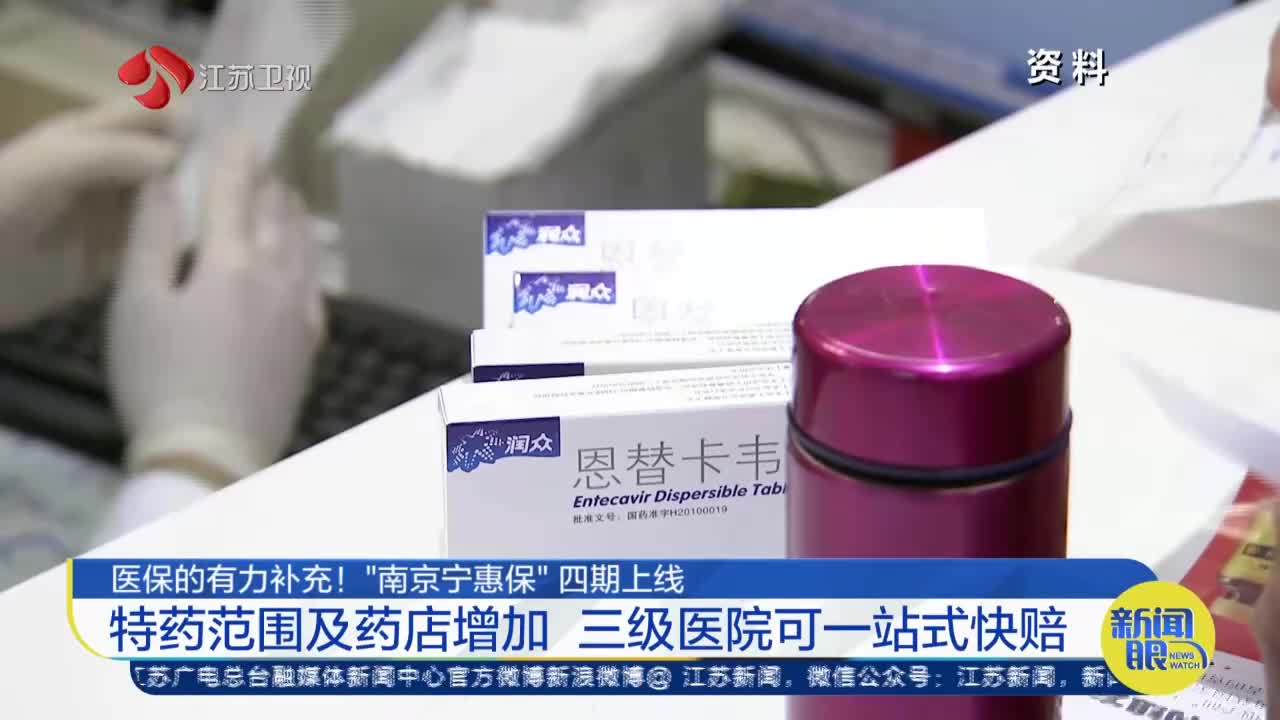 江苏卫视
资料
润众
恩替
润众
恩替
润众
恩替卡韦
Entecavir Dispersible Tabl
批准文号：国药准字H20100019
医保的有力补充！"南京宁惠保" 四期上线
特药范围及药店增加 三级医院可一站式快赔
新闻眼
NEWS WATCH
江苏广电总台融媒体新闻中心官方微博新浪微博@ 江苏新闻，微信公众号：江苏新闻，新